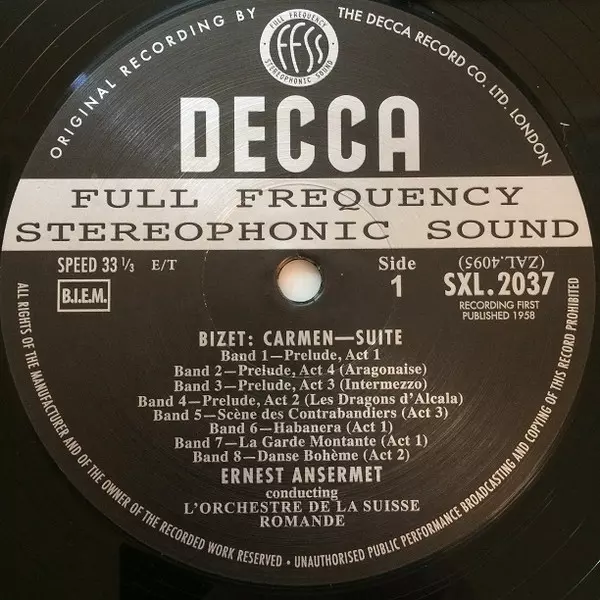 ORIGINAL RECORDING BY THE DECCA RECORD CO. LTD. LONDON
FULL FREQUENCY
ffss
STEREOPHONIC SOUND
DECCA
FULL FREQUENCY
STEREOPHONIC SOUND
SPEED 33 1/3 E/T
B.I.E.M.
Side
1
(ZAL.4095)
SXL.2037
RECORDING FIRST
PUBLISHED 1958
BIZET: CARMEN—SUITE
Band 1—Prelude, Act 1
Band 2—Prelude, Act 4 (Aragonaise)
Band 3—Prelude, Act 3 (Intermezzo)
Band 4—Prelude, Act 2 (Les Dragons d'Alcala)
Band 5—Scène des Contrabandiers (Act 3)
Band 6—Habanera (Act 1)
Band 7—La Garde Montante (Act 1)
Band 8—Danse Bohème (Act 2)
ERNEST ANSERMET
conducting
L'ORCHESTRE DE LA SUISSE
ROMANDE
ALL RIGHTS OF THE MANUFACTURER AND OF THE OWNER OF THE RECORDED WORK RESERVED • UNAUTHORISED PUBLIC PERFORMANCE BROADCASTING AND COPYING OF THIS RECORD PROHIBITED